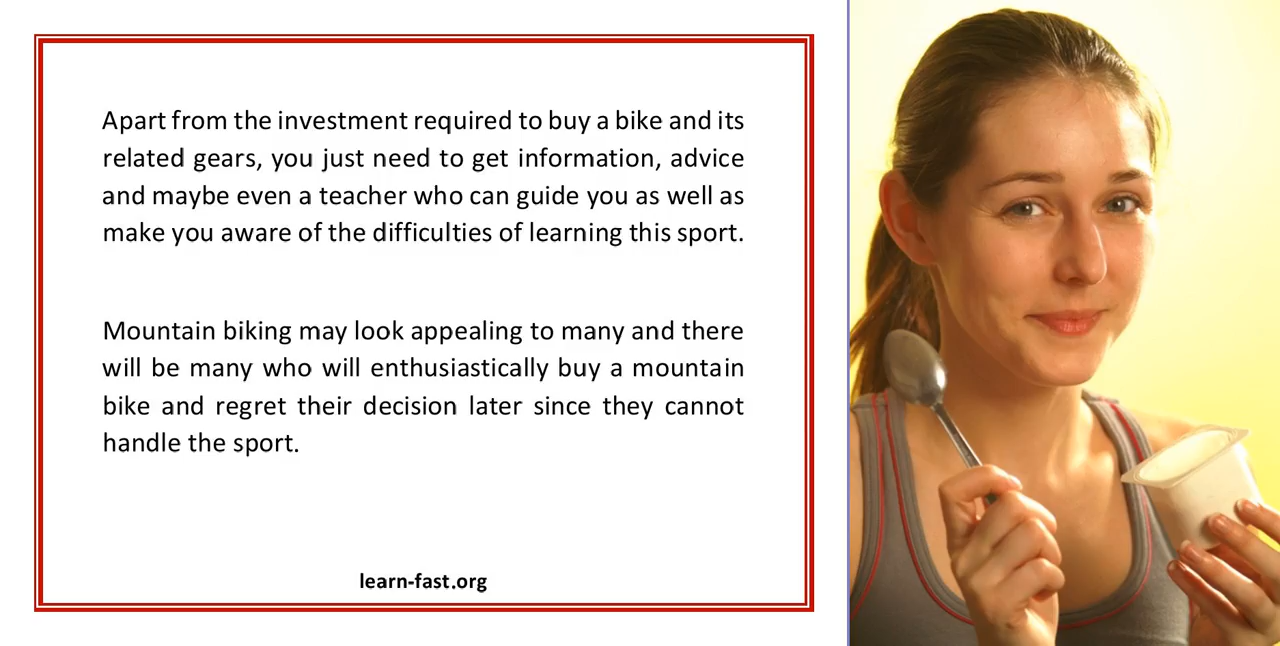 Apart from the investment required to buy a bike and its
related gears, you just need to get information, advice
and maybe even a teacher who can guide you as well as
make you aware of the difficulties of learning this sport.
Mountain biking may look appealing to many and there
will be many who will enthusiastically buy a mountain
bike and regret their decision later since they cannot
handle the sport.
learn-fast.org